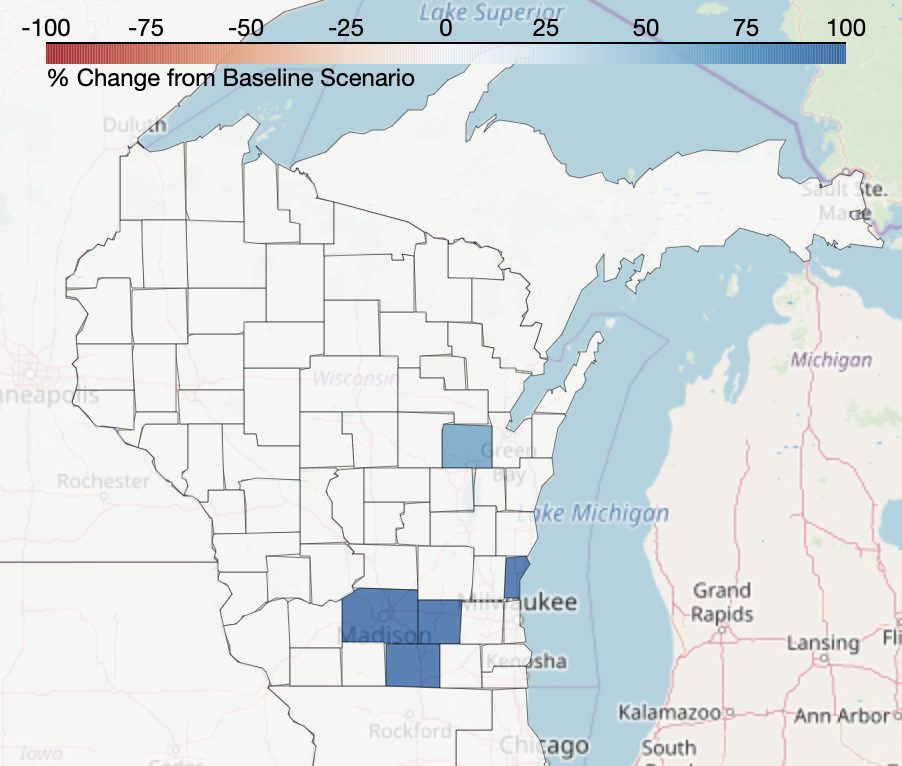 Lake Superior
-100 -75 -50 -25 0 25 50 75 100
% Change from Baseline Scenario
Duluth
Sault Ste.
Marie
Michigan
Wisconsin
nneapolis
Green
Bay
Rochester
Lake Michigan
Grand
Rapids
Milwaukee
Madison
Lansing
Fli
Kenosha
Kalamazoo
Ann Arbor
Rockford
Chicago
South
Iowa